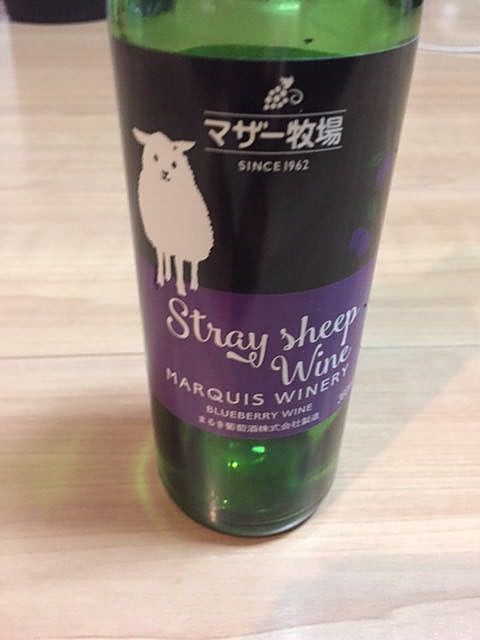 マザー牧場
SINCE 1962
Stray sheep
Wine
MARQUIS WINERY
BLUEBERRY WINE
まるき葡萄酒株式会社製造